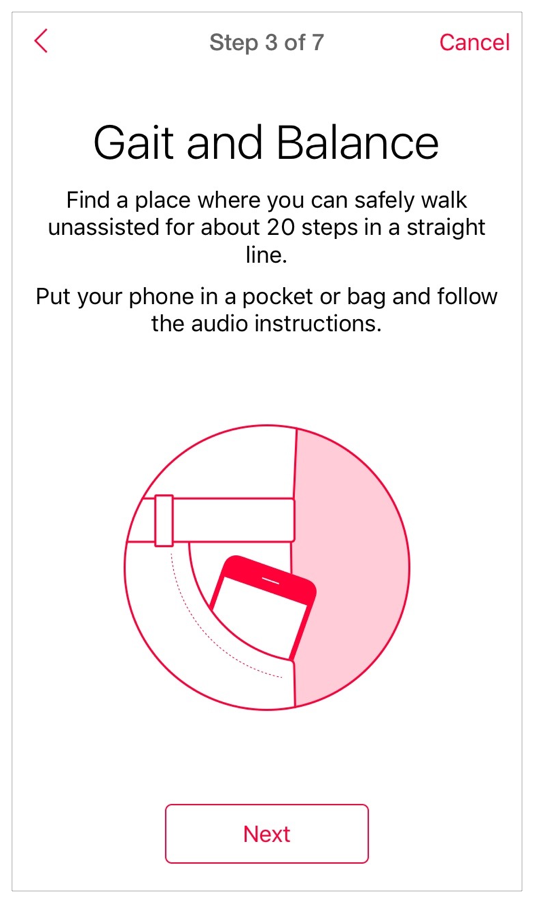 Step 3 of 7
Cancel
Gait and Balance
Find a place where you can safely walk
unassisted for about 20 steps in a straight
line.
Put your phone in a pocket or bag and follow
the audio instructions.
Next